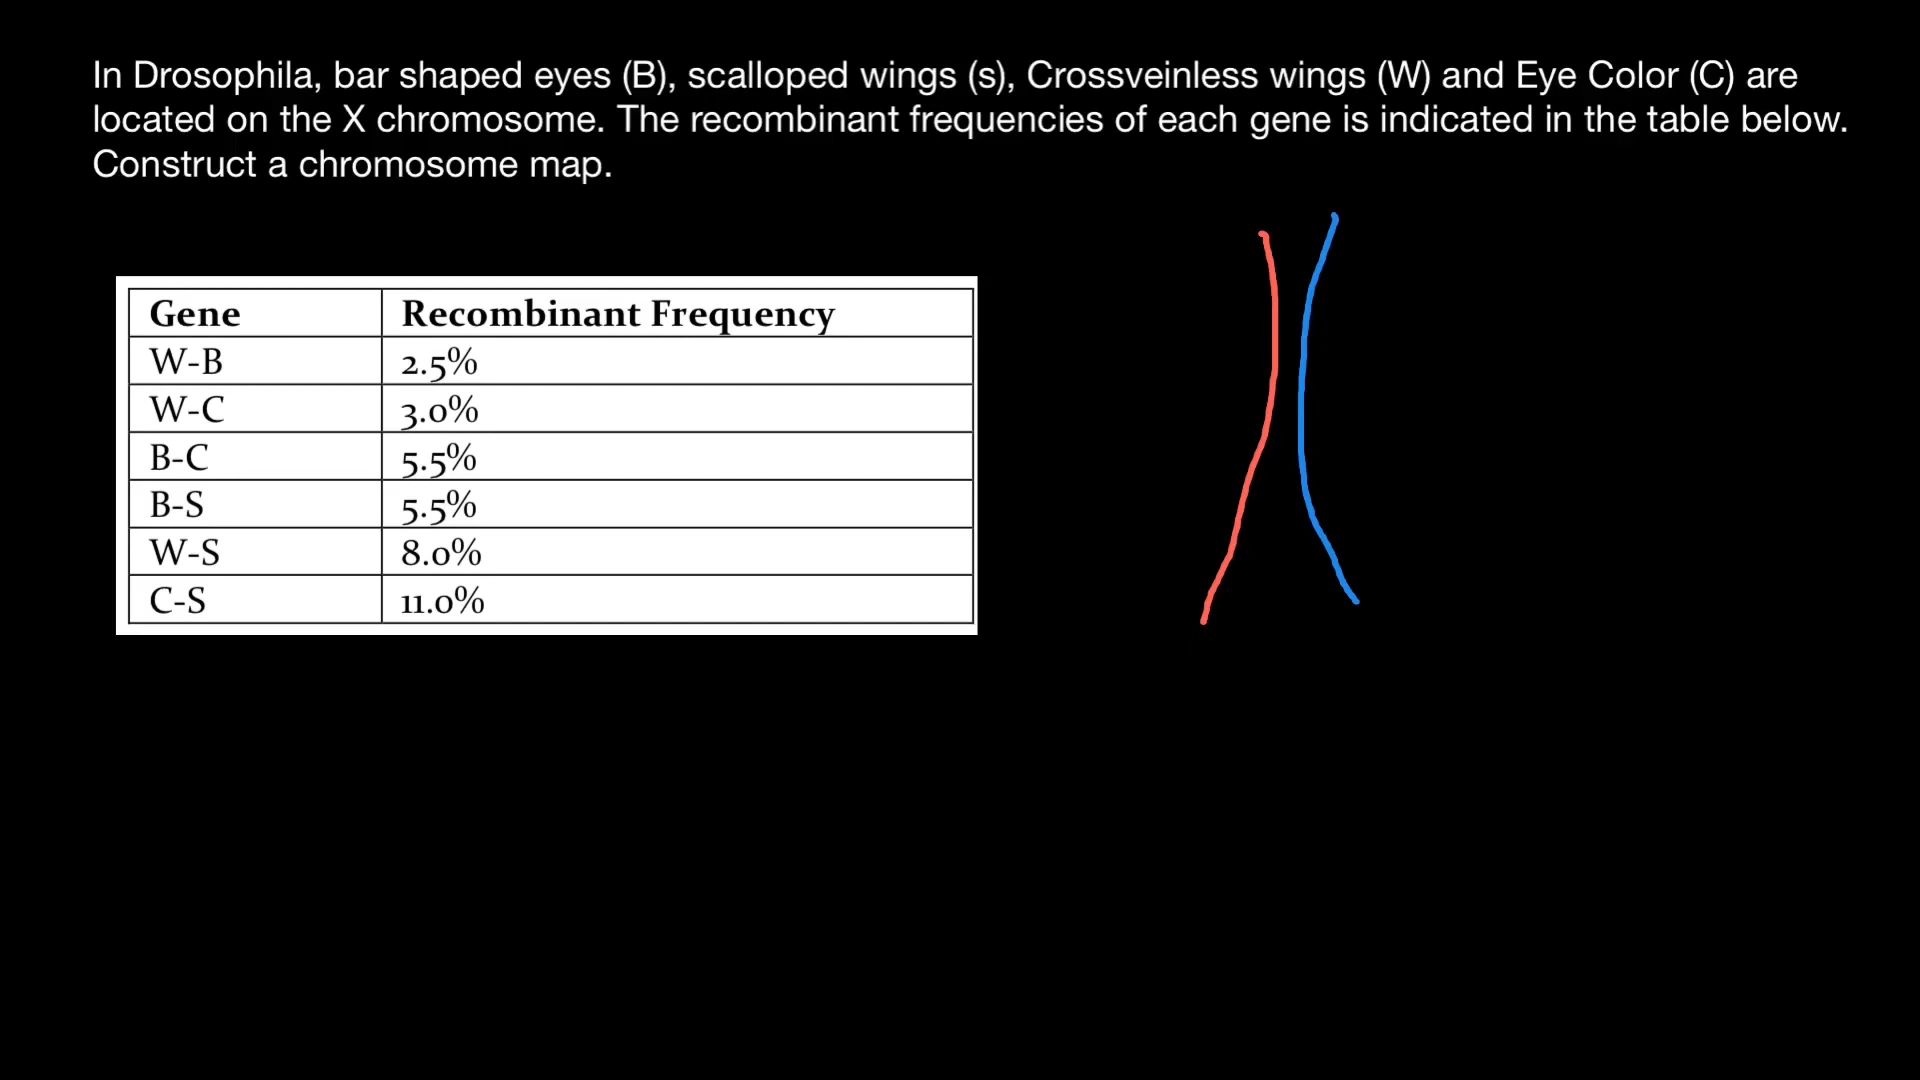 In Drosophila, bar shaped eyes (B), scalloped wings (s), Crossveinless wings (W) and Eye Color (C) are
located on the X chromosome. The recombinant frequencies of each gene is indicated in the table below.
Construct a chromosome map.
Gene Recombinant Frequency
W-B 2.5%
W-C 3.0%
B-C 5.5%
B-S 5.5%
W-S 8.0%
C-S 11.0%